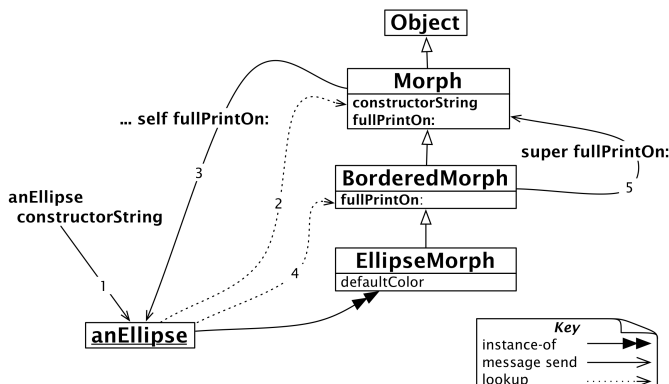 Object
Morph
constructorString
fullPrintOn:
... self fullPrintOn:
super fullPrintOn:
BorderedMorph
fullPrintOn:
3
5
2
anEllipse
constructorString
4
EllipseMorph
defaultColor
1
anEllipse
Key
instance-of
message send
lookup